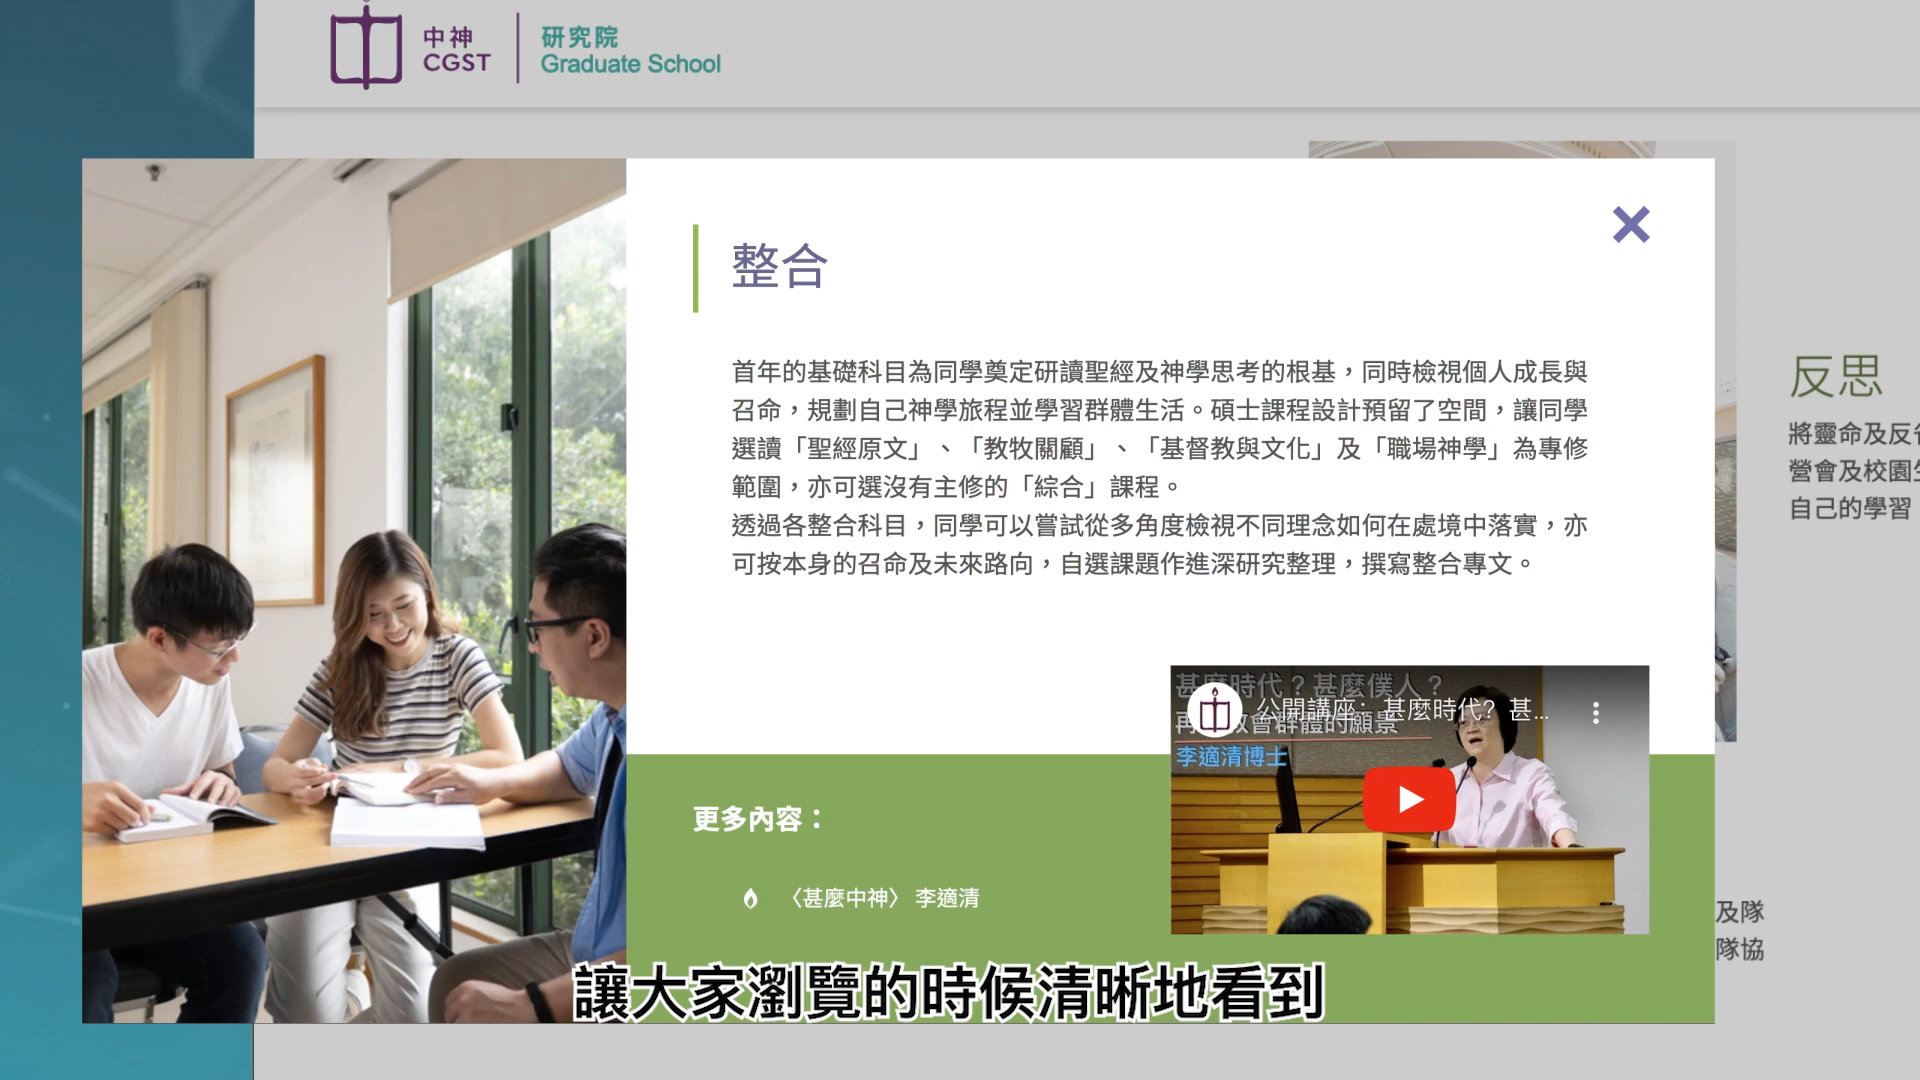 中神
CGST
研究院
Graduate School
整合
首年的基礎科目為同學奠定研讀聖經及神學思考的根基，同時檢視個人成長與
召命，規劃自己神學旅程並學習群體生活。碩士課程設計預留了空間，讓同學
選讀「聖經原文」、「教牧關顧」、「基督教與文化」及「職場神學」為專修
範圍，亦可選沒有主修的「綜合」課程。
透過各整合科目，同學可以嘗試從多角度檢視不同理念如何在處境中落實，亦
可按本身的召命及未來路向，自選課題作進深研究整理，撰寫整合專文。
反思
將靈命及反省
營會及校園生
自己的學習
甚麼時代？甚麼僕人？
公開講座：甚麼時代？甚...
再 教會群體的願景
李適清博士
更多內容：
〈甚麼中神〉 李適清
及隊
隊協
讓大家瀏覽的時候清晰地看到